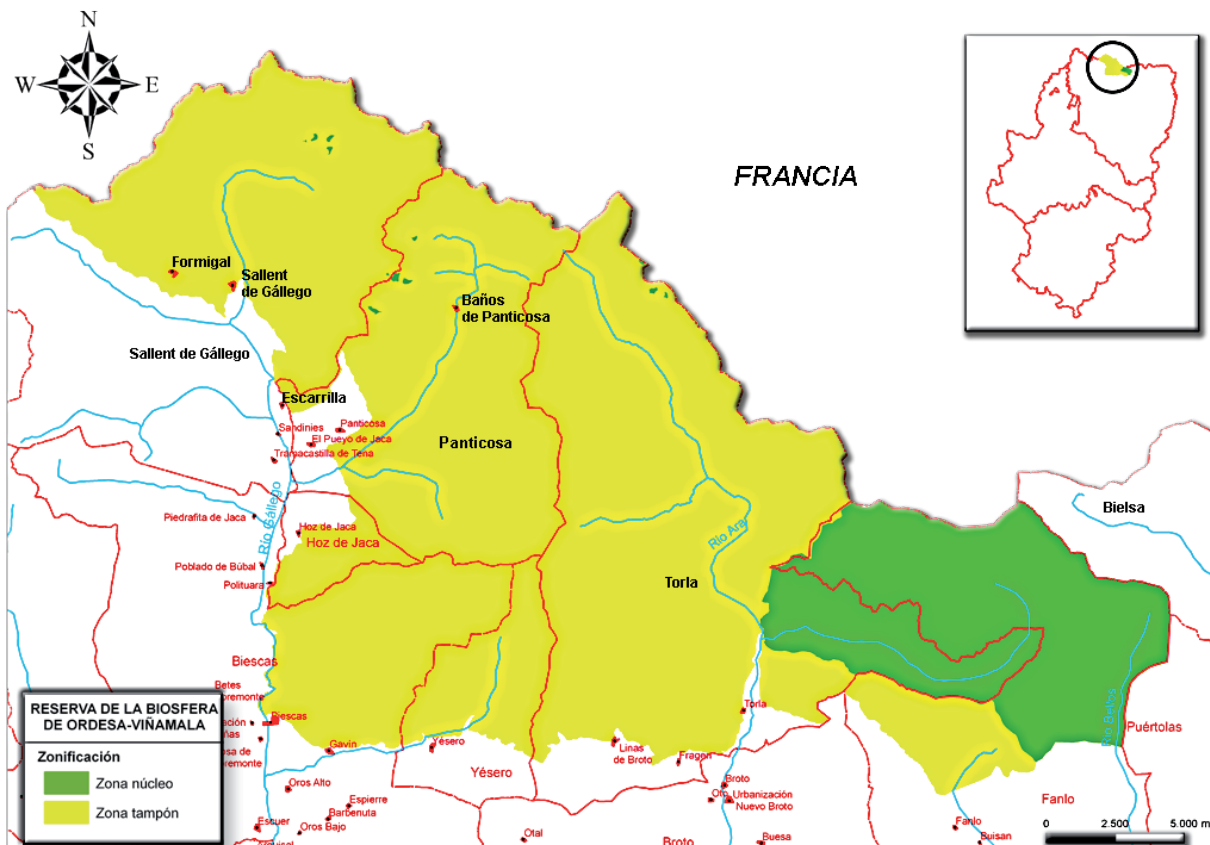 N
W
E
S
FRANCIA
Formigal
Sallent
de Gállego
Baños
de Panticosa
Sallent de Gállego
Escarrilla
Sandinies
Panticosa
El Pueyo de Jaca
Tramacastilla de Tena
Panticosa
Río Gállego
Piedrafita de Jaca
Hoz de Jaca
Hoz de Jaca
Bielsa
Río Ara
Poblado de Búbal
Polituara
Torla
Biescas
Betes
Biescas
Torla
Río Bellos
Puértolas
Gavín
Yésero
Linas
de Broto
Fragen
Yésero
Oros Alto
Broto
Oto
Urbanización
Nuevo Broto
Espierre
Barbenuta
Fanlo
Escuer
Oros Bajo
Otal
Broto
Buesa
Fanlo
Buisan
RESERVA DE LA BIOSFERA
DE ORDESA-VIÑAMALA
Zonificación
Zona núcleo
Zona tampón
0 2.500 5.000 m